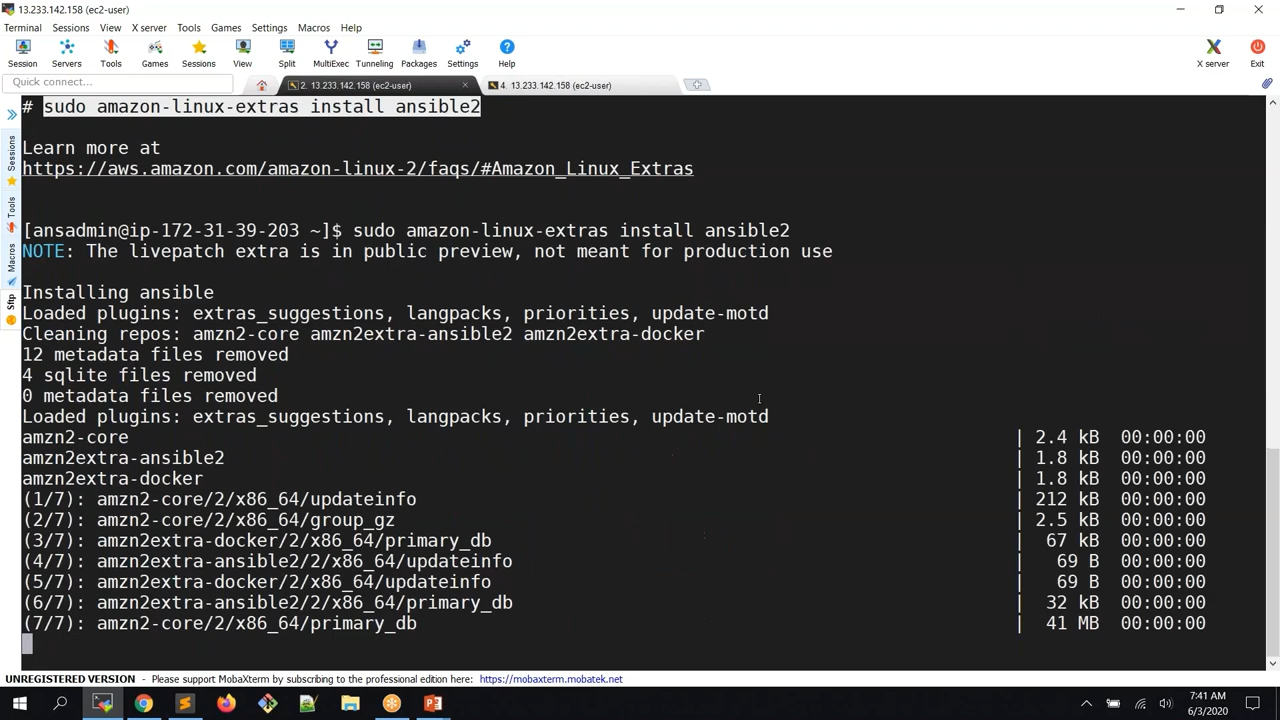 13.233.142.158 (ec2-user)
Terminal Sessions View X server Tools Games Settings Macros Help
Session Servers Tools Games Sessions View Split MultiExec Tunneling Packages Settings Help X server Exit
Quick connect...
2. 13.233.142.158 (ec2-user)
4. 13.233.142.158 (ec2-user)
Sessions
Tools
Macros
Sftp
# sudo amazon-linux-extras install ansible2
Learn more at
https://aws.amazon.com/amazon-linux-2/faqs/#Amazon_Linux_Extras
[ansadmin@ip-172-31-39-203 ~]$ sudo amazon-linux-extras install ansible2
NOTE: The livepatch extra is in public preview, not meant for production use
Installing ansible
Loaded plugins: extras_suggestions, langpacks, priorities, update-motd
Cleaning repos: amzn2-core amzn2extra-ansible2 amzn2extra-docker
12 metadata files removed
4 sqlite files removed
0 metadata files removed
Loaded plugins: extras_suggestions, langpacks, priorities, update-motd
amzn2-core | 2.4 kB 00:00:00
amzn2extra-ansible2 | 1.8 kB 00:00:00
amzn2extra-docker | 1.8 kB 00:00:00
(1/7): amzn2-core/2/x86_64/updateinfo | 212 kB 00:00:00
(2/7): amzn2-core/2/x86_64/group_gz | 2.5 kB 00:00:00
(3/7): amzn2extra-docker/2/x86_64/primary_db | 67 kB 00:00:00
(4/7): amzn2extra-ansible2/2/x86_64/updateinfo | 69 B 00:00:00
(5/7): amzn2extra-docker/2/x86_64/updateinfo | 69 B 00:00:00
(6/7): amzn2extra-ansible2/2/x86_64/primary_db | 32 kB 00:00:00
(7/7): amzn2-core/2/x86_64/primary_db | 41 MB 00:00:00
UNREGISTERED VERSION - Please support MobaXterm by subscribing to the professional edition here: https://mobaxterm.mobatek.net
7:41 AM
6/3/2020